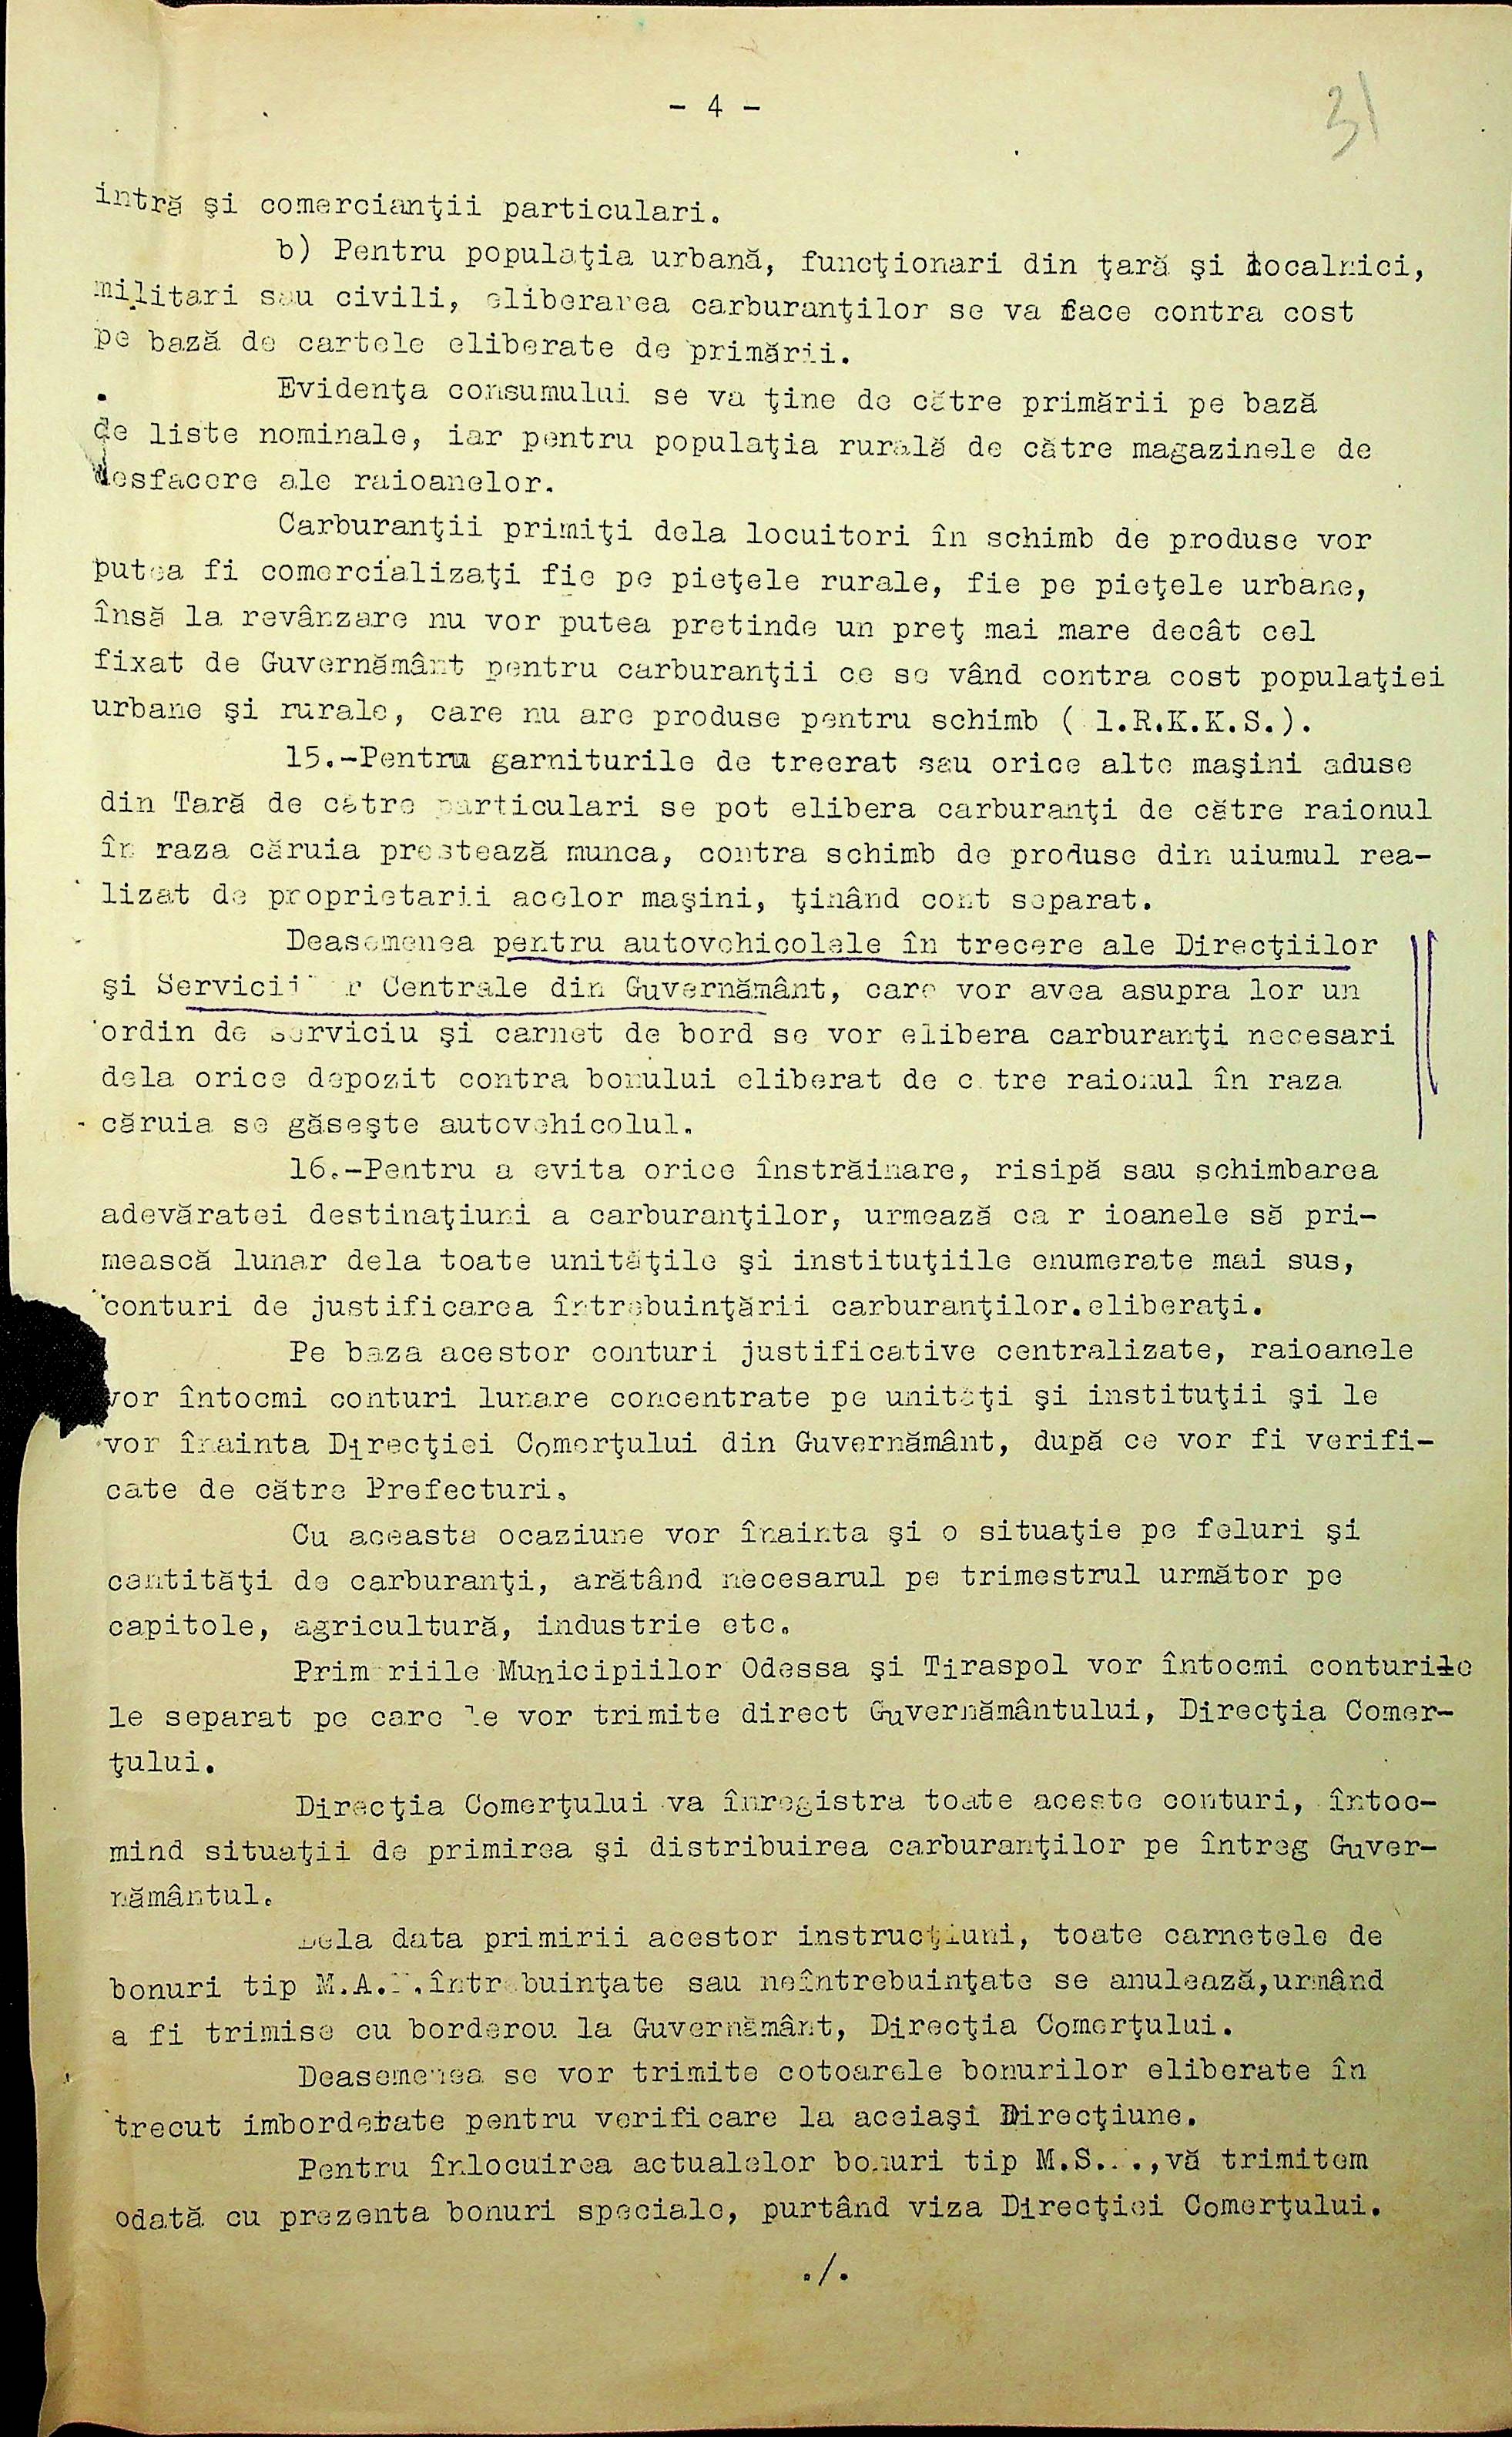 - 4 -
31
intră şi comercianţii particulari.
b) Pentru populaţia urbană, funcţionari din ţară şi localnici,
militari sau civili, eliberarea carburanţilor se va face contra cost
pe bază de cartele eliberate de primării.
Evidenţa consumului se va ţine de către primării pe bază
de liste nominale, iar pentru populaţia rurală de către magazinele de
desfacere ale raioanelor.
Carburanţii primiţi dela locuitori în schimb de produse vor
putea fi comercializaţi fie pe pieţele rurale, fie pe pieţele urbane,
însă la revânzare nu vor putea pretinde un preţ mai mare decât cel
fixat de Guvernământ pentru carburanţii ce se vând contra cost populaţiei
urbane şi rurale, care nu are produse pentru schimb ( l.R.K.K.S.).
15.-Pentru garniturile de treerat sau orice alte maşini aduse
din Tară de către particulari se pot elibera carburanţi de către raionul
în raza căruia prestează munca, contra schimb de produse din uiumul rea-
lizat de proprietarii acelor maşini, ţinând cont separat.
Deasemenea pentru autovehicolele în trecere ale Direcţiilor
şi Serviciilor Centrale din Guvernământ, care vor avea asupra lor un
ordin de serviciu şi carnet de bord se vor elibera carburanţi necesari
dela orice depozit contra bonului eliberat de c tre raionul în raza
căruia se găseşte autovehicolul.
16.-Pentru a evita orice înstrăinare, risipă sau schimbarea
adevăratei destinaţiuni a carburanţilor, urmează ca r ioanele să pri-
mească lunar dela toate unităţile şi instituţiile enumerate mai sus,
conturi de justificarea întrebuinţării carburanţilor.eliberaţi.
Pe baza acestor conturi justificative centralizate, raioanele
vor întocmi conturi lunare concentrate pe unităţi şi instituţii şi le
vor înainta Direcţiei Comerţului din Guvernământ, după ce vor fi verifi-
cate de către Prefecturi.
Cu aceasta ocaziune vor înainta şi o situaţie pe feluri şi
cantităţi de carburanţi, arătând necesarul pe trimestrul următor pe
capitole, agricultură, industrie etc.
Prim riile Municipiilor Odessa şi Tiraspol vor întocmi conturile
le separat pe care le vor trimite direct Guvernământului, Direcţia Comer-
ţului.
Direcţia Comerţului va înregistra toate aceste conturi, întoc-
mind situaţii de primirea şi distribuirea carburanţilor pe întreg Guver-
nământul.
Dela data primirii acestor instrucţiuni, toate carnetele de
bonuri tip M.A. .întrebuinţate sau neîntrebuinţate se anulează,urmând
a fi trimise cu borderou la Guvernământ, Direcţia Comerţului.
Deasemenea se vor trimite cotoarele bonurilor eliberate în
trecut imborderate pentru verificare la aceiaşi Direcţiune.
Pentru înlocuirea actualelor bonuri tip M.S. .,vă trimitem
odată cu prezenta bonuri speciale, purtând viza Direcţiei Comerţului.
./.